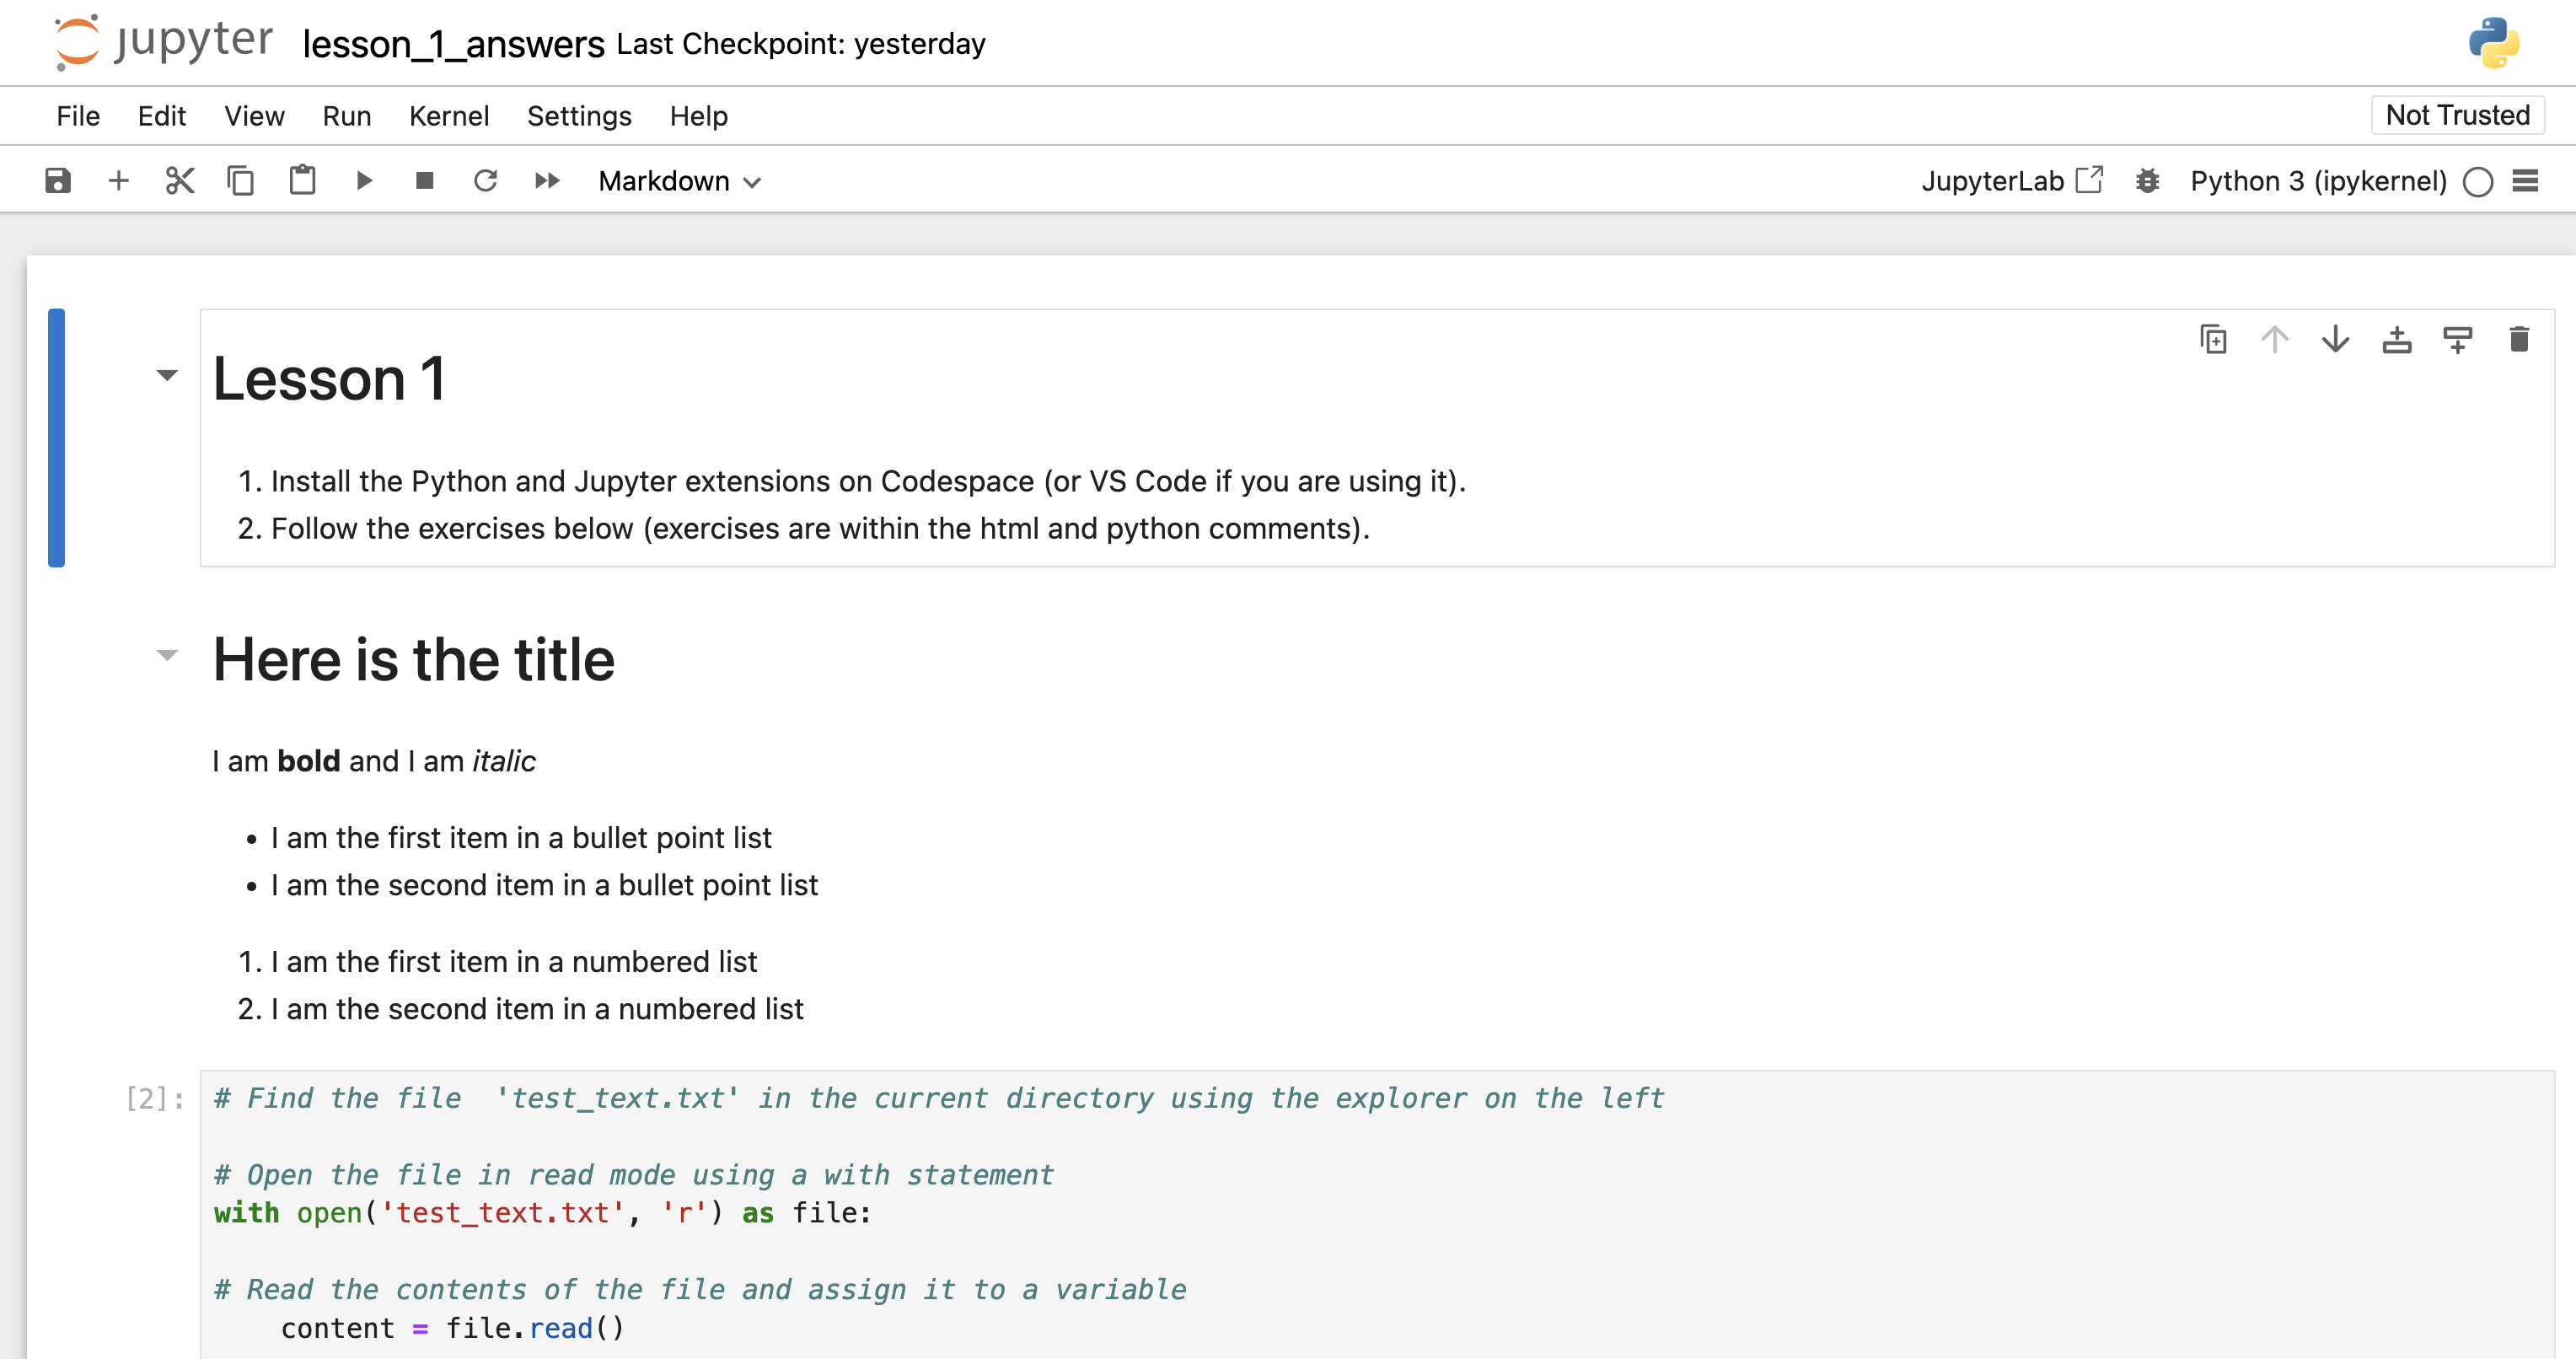 jupyter lesson_1_answers Last Checkpoint: yesterday
File Edit View Run Kernel Settings Help Not Trusted
Markdown JupyterLab Python 3 (ipykernel)
Lesson 1
1. Install the Python and Jupyter extensions on Codespace (or VS Code if you are using it).
2. Follow the exercises below (exercises are within the html and python comments).
Here is the title
I am bold and I am italic
• I am the first item in a bullet point list
• I am the second item in a bullet point list
1. I am the first item in a numbered list
2. I am the second item in a numbered list
[2]: # Find the file  'test_text.txt' in the current directory using the explorer on the left
# Open the file in read mode using a with statement
with open('test_text.txt', 'r') as file:
# Read the contents of the file and assign it to a variable
    content = file.read()